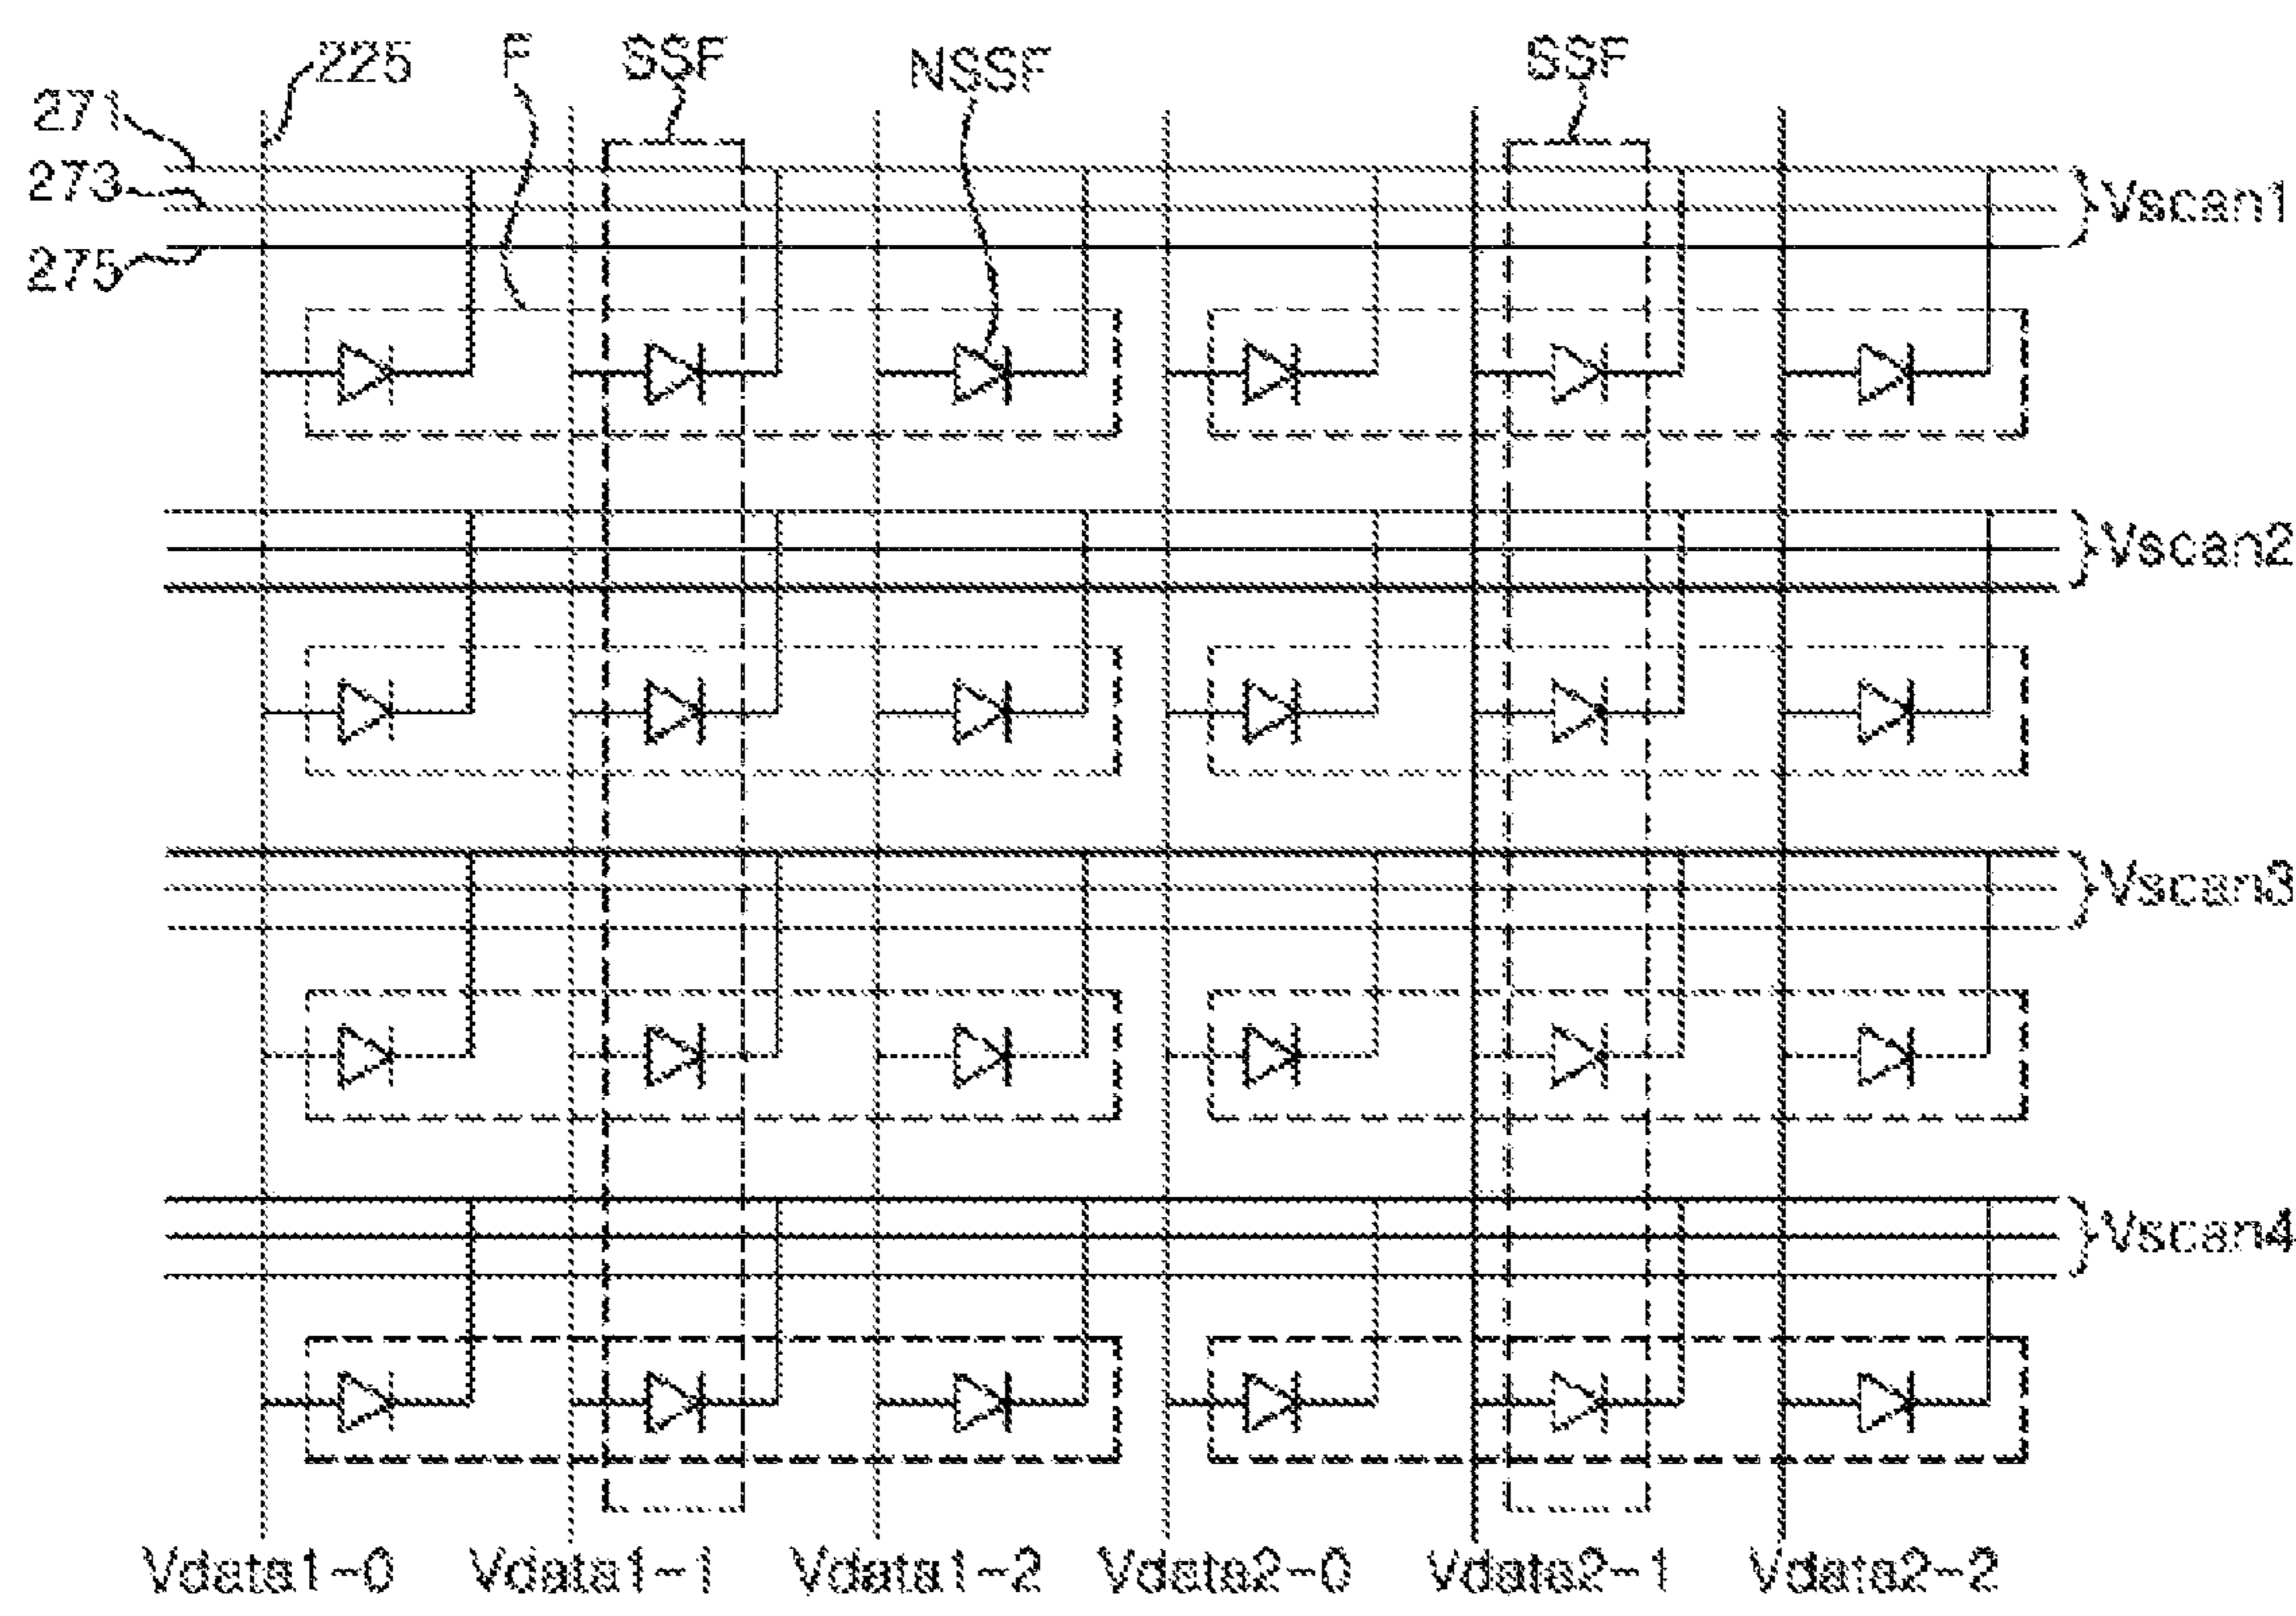 225 F SSF NSSF SSF
271
273 Vscan1
275
Vscan2
Vscan3
Vscan4
Vdata1-0 Vdata1-1 Vdata1-2 Vdata2-0 Vdata2-1 Vdata2-2